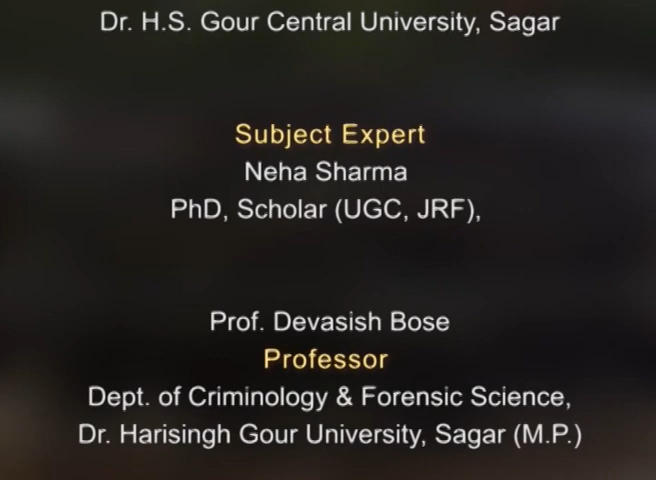 Dr. H.S. Gour Central University, Sagar
Subject Expert
Neha Sharma
PhD, Scholar (UGC, JRF),
Prof. Devasish Bose
Professor
Dept. of Criminology & Forensic Science,
Dr. Harisingh Gour University, Sagar (M.P.)